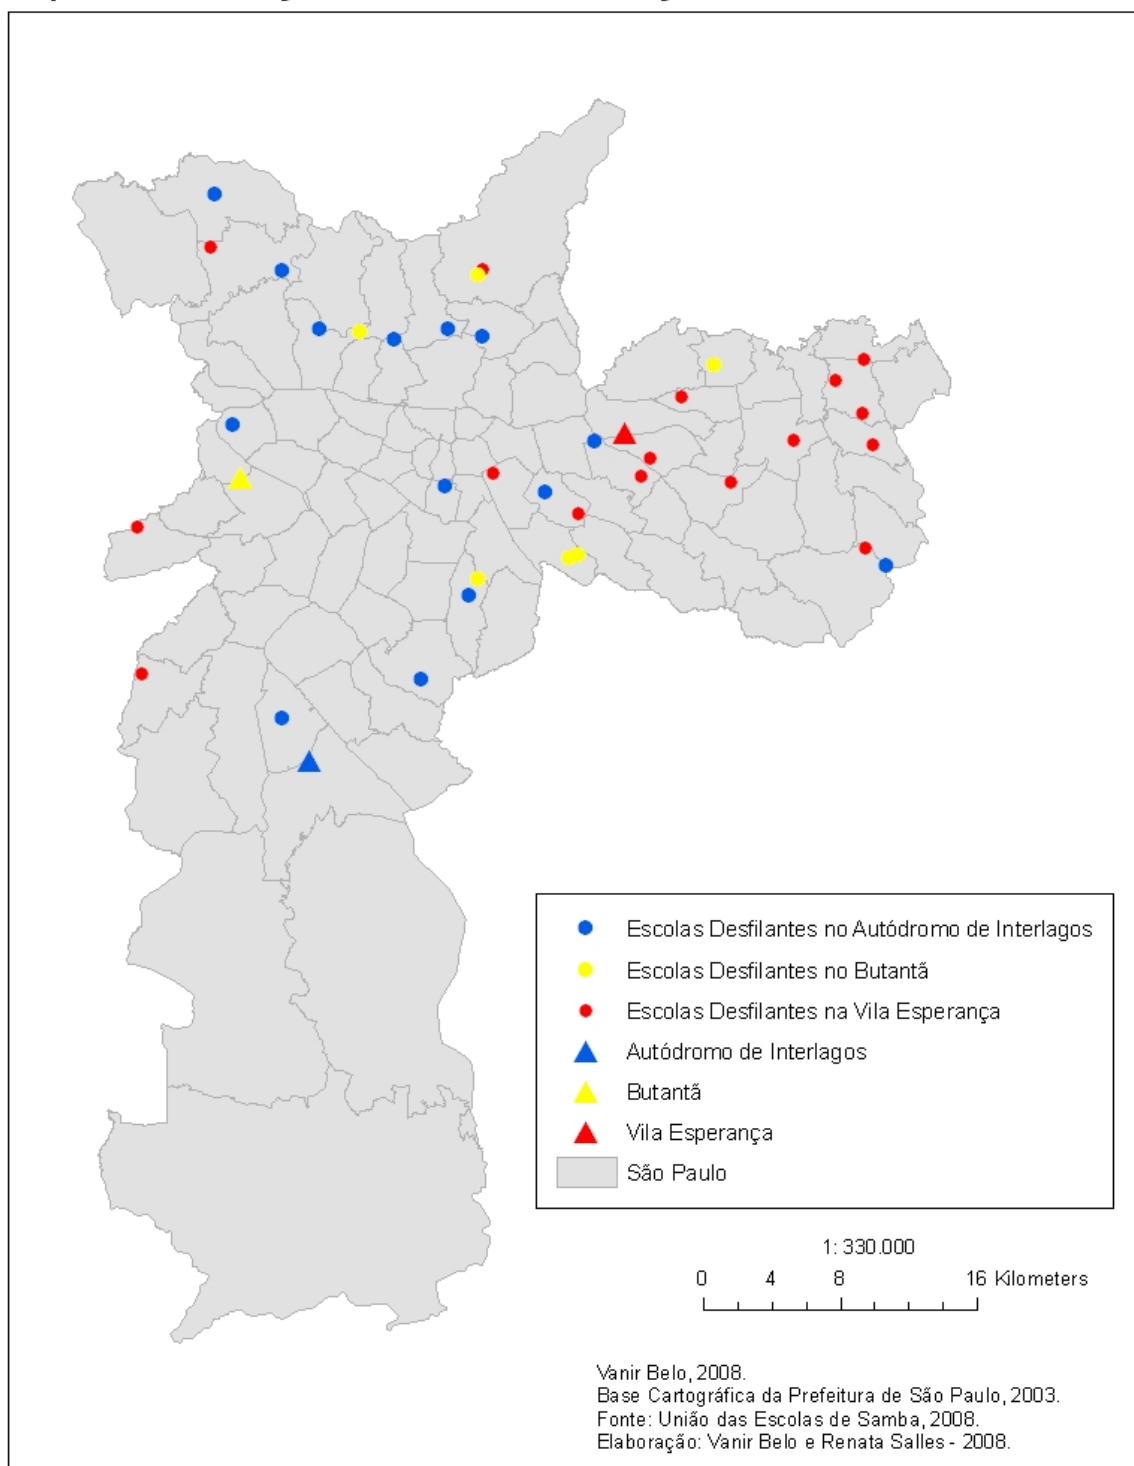 Escolas Desfilantes no Autódromo de Interlagos
Escolas Desfilantes no Butantã
Escolas Desfilantes na Vila Esperança
Autódromo de Interlagos
Butantã
Vila Esperança
São Paulo
1: 330.000
0 4 8 16 Kilometers
Vanir Belo, 2008.
Base Cartográfica da Prefeitura de São Paulo, 2003.
Fonte: União das Escolas de Samba, 2008.
Elaboração: Vanir Belo e Renata Salles - 2008.